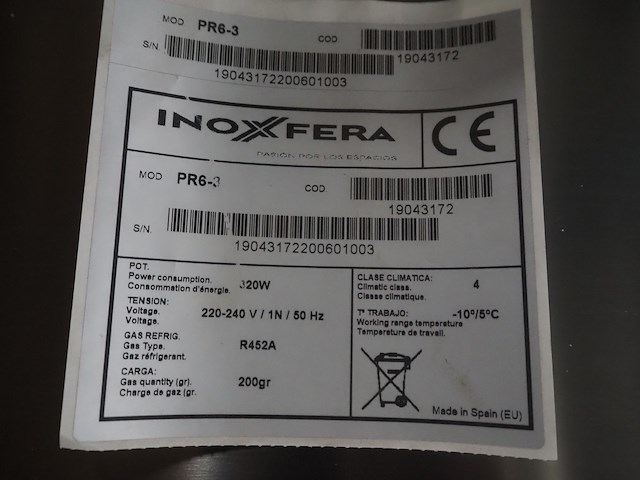 MOD PR6-3 COD
19043172
S/N
19043172200601003
INOXFERA CE
PASIÓN POR LOS ESPACIOS
MOD PR6-3 COD
19043172
S/N.
19043172200601003
POT.
Power consumption.
Consommation d'énergie. 320W
TENSION:
Voltage.
Voltage. 220-240 V / 1N / 50 Hz
GAS REFRIG.
Gas Type.
Gaz réfrigerant. R452A
CARGA:
Gas quantity (gr).
Charge de gaz (gr. 200gr
CLASE CLIMATICA:
Climatic class.
Classe climatique. 4
Tª TRABAJO: -10º/5ºC
Working range temperature
Temperature de travail.
Made in Spain (EU)